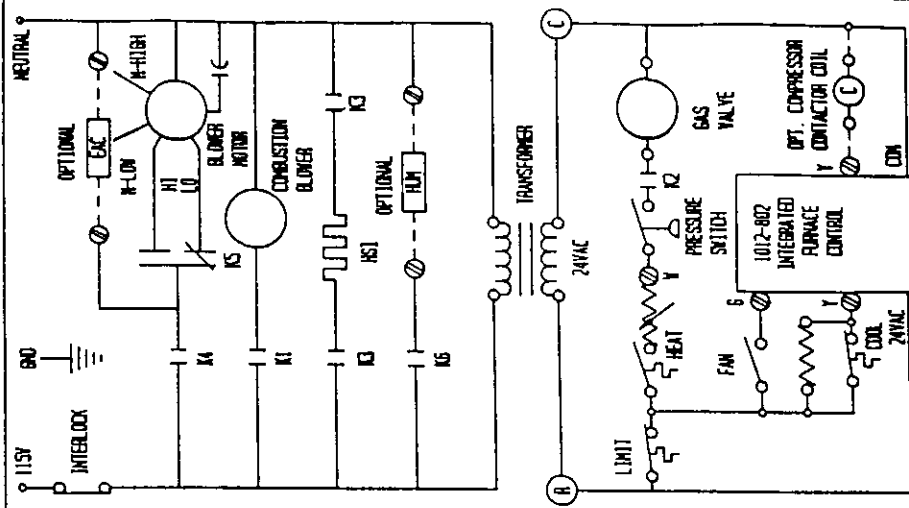 115V
NEUTRAL
INTERLOCK
GND
OPTIONAL
EAC
M-HIGH
M-LOW
HI
LO
BLOWER
MOTOR
K4
K5
K1
COMBUSTION
BLOWER
K3
HSI
K3
K6
OPTIONAL
HUM
TRANSFORMER
24VAC
R
C
LIMIT
HEAT
W
PRESSURE
SWITCH
K2
GAS
VALVE
FAN
G
COOL
24VAC
Y
1012-802
INTEGRATED
FURNACE
CONTROL
Y
COM
C
OPT. COMPRESSOR
CONTACTOR COIL